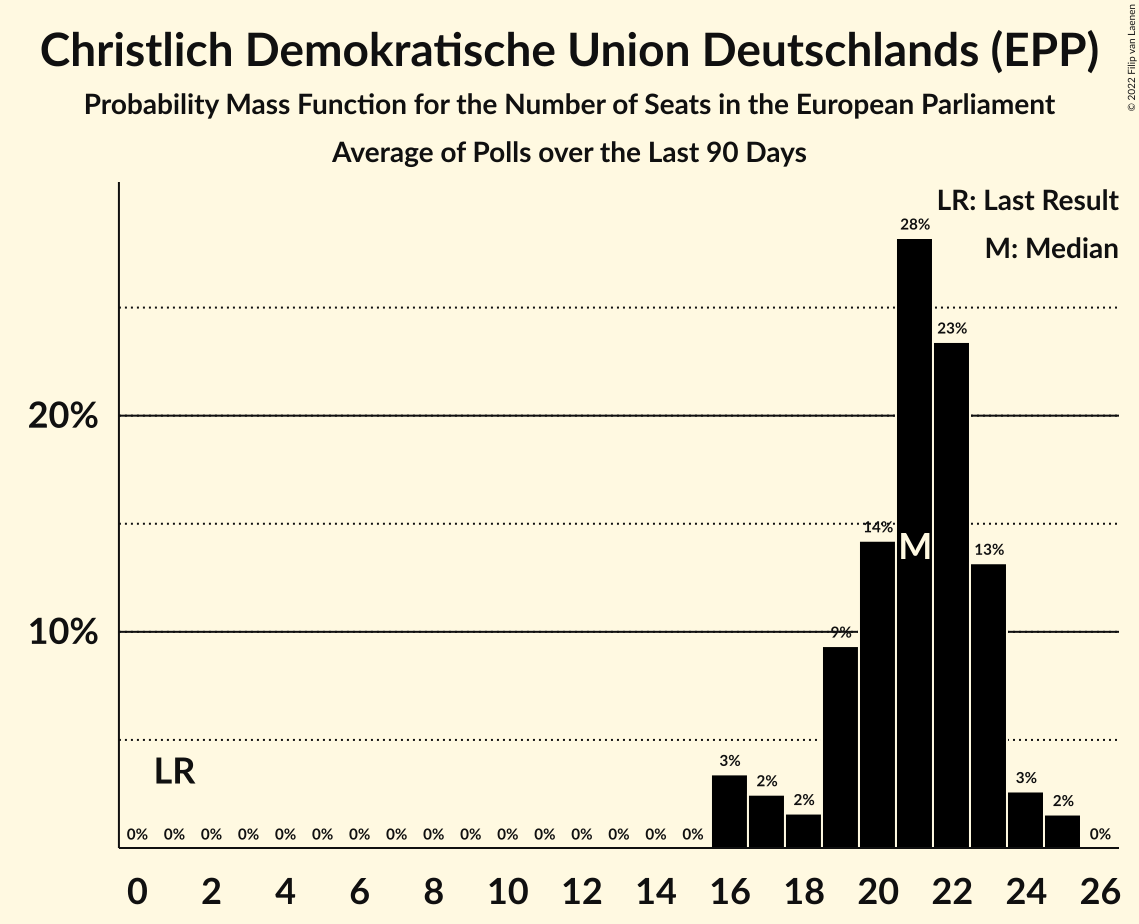 Christlich Demokratische Union Deutschlands (EPP)
Probability Mass Function for the Number of Seats in the European Parliament
Average of Polls over the Last 90 Days
© 2022 Filip van Laenen
LR: Last Result
M: Median
28%
23%
20%
14%
M
13%
10%
9%
LR
3%
2%
2%
3%
2%
0% 0% 0% 0% 0% 0% 0% 0% 0% 0% 0% 0% 0% 0% 0% 0% 0%
0 2 4 6 8 10 12 14 16 18 20 22 24 26